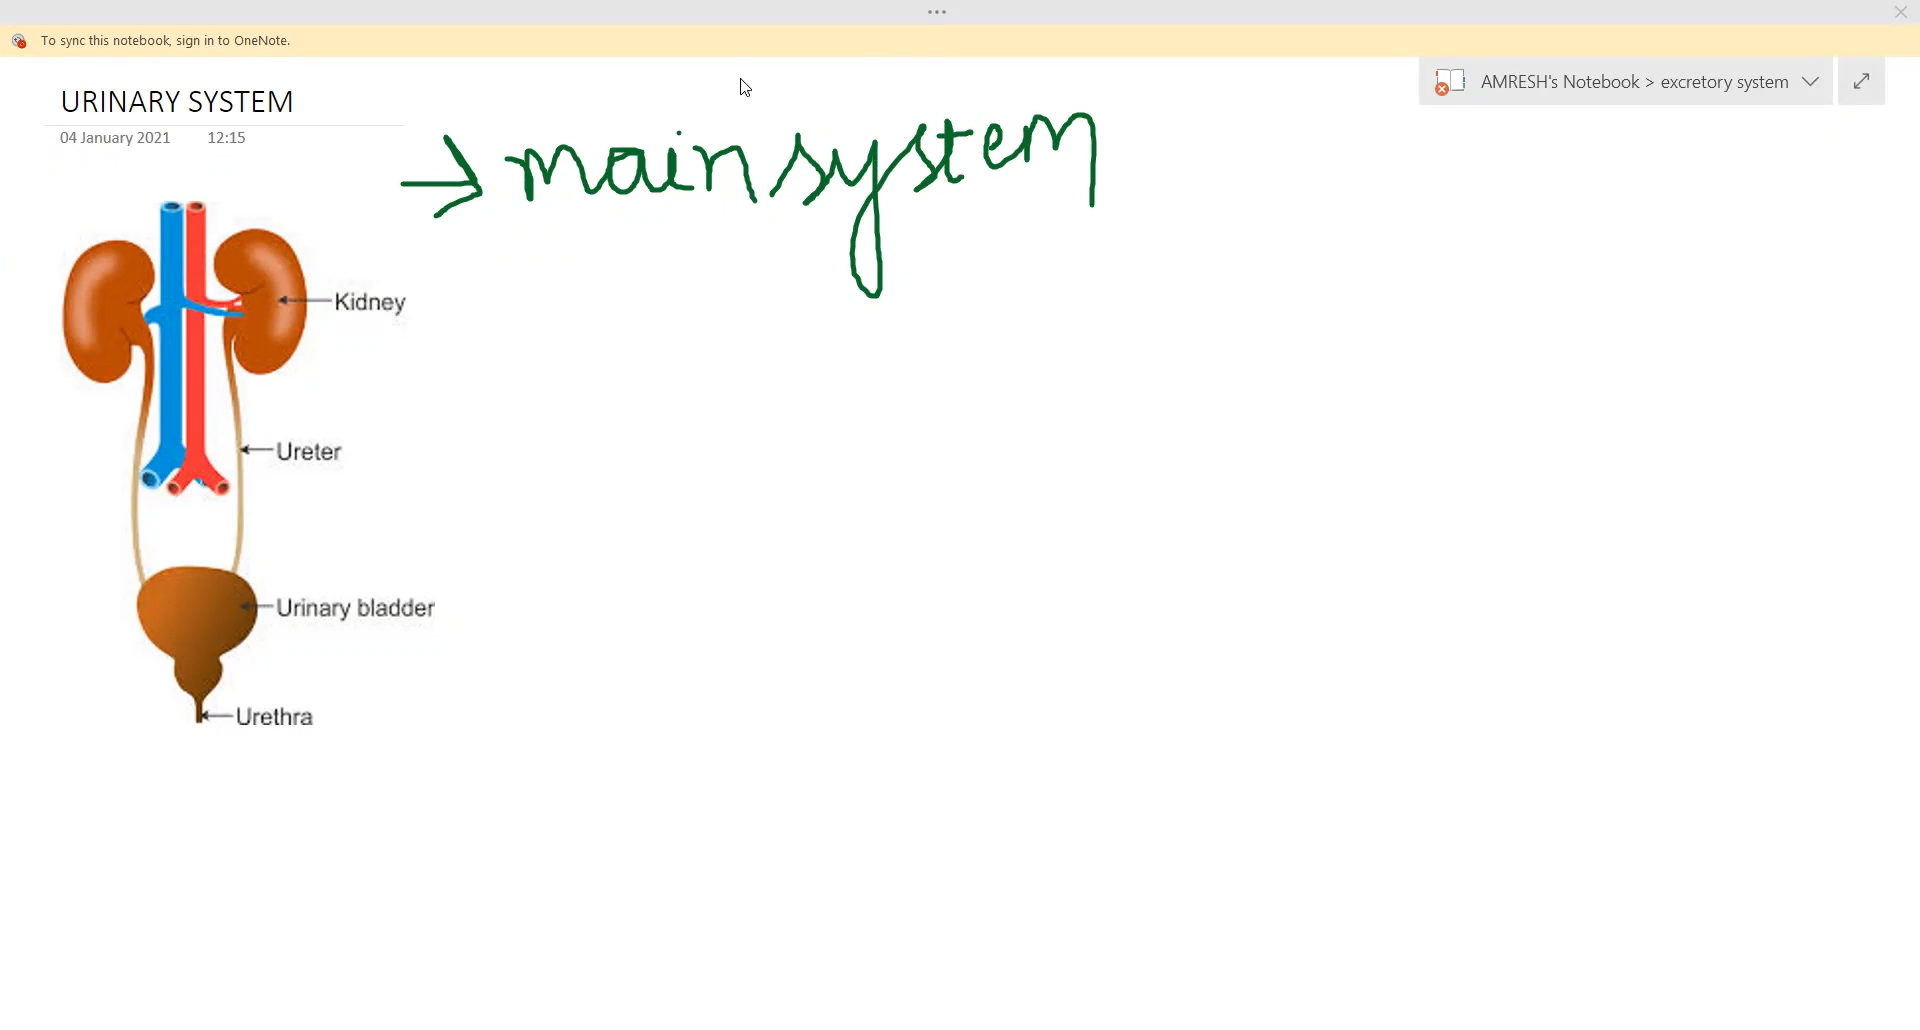 To sync this notebook, sign in to OneNote.
AMRESH's Notebook > excretory system
URINARY SYSTEM
04 January 2021 12:15
→ main system
Kidney
Ureter
Urinary bladder
Urethra